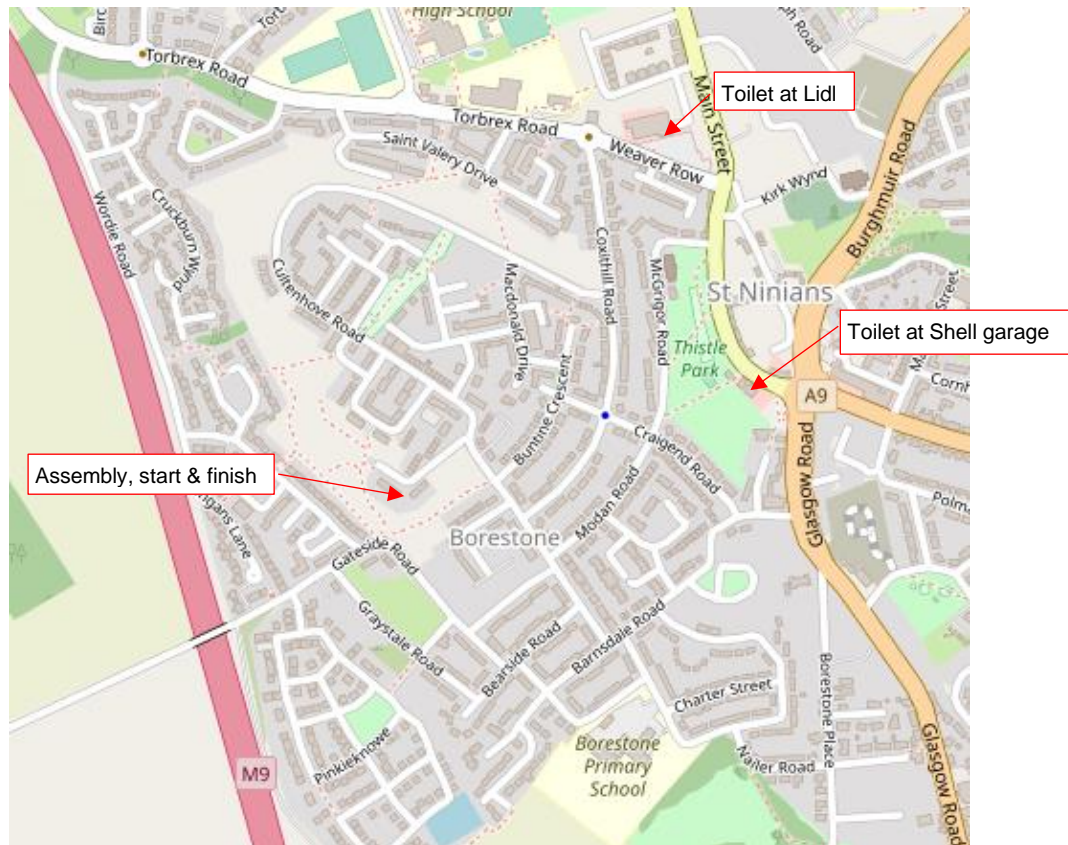 High School
Torbrex Road
Main Street
Toilet at Lidl
Torbrex Road
Saint Valery Drive
Weaver Row
Kirk Wynd
Burghmuir Road
Wordie Road
Cruckburn Wynd
Cultenhove Road
Macdonald Drive
Coxithill Road
McGrigor Road
St Ninians
Toilet at Shell garage
Thistle
Park
A9
Buntine Crescent
Craigend Road
Glasgow Road
Assembly, start & finish
Modan Road
Borestone
Gateside Road
Graystale Road
Bearside Road
Barnsdale Road
Charter Street
Borestone Place
Borestone
Primary
School
Nailer Road
Glasgow Road
Pinkieknowe
M9